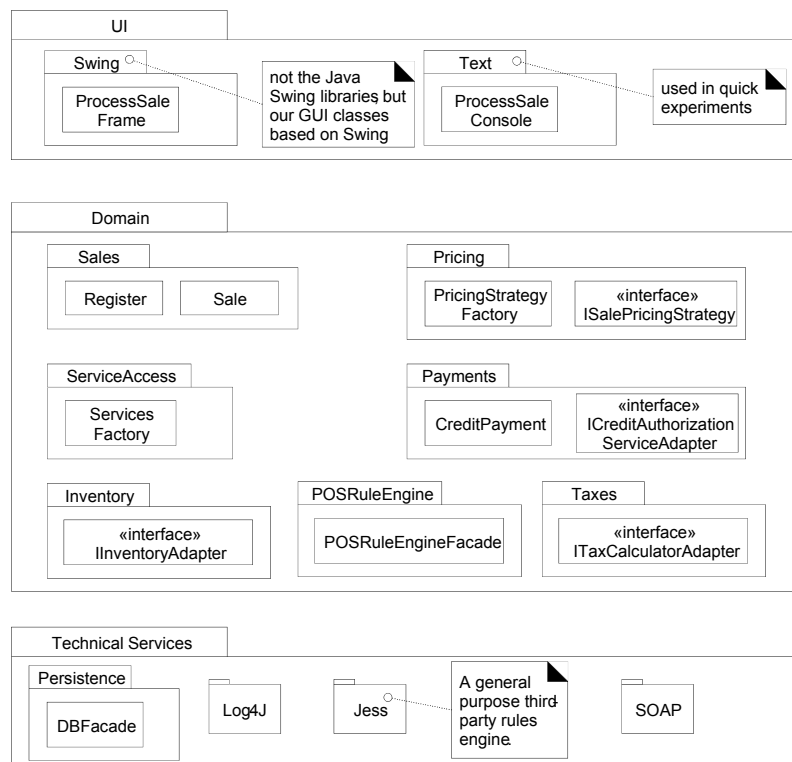 UI
Swing
ProcessSale
Frame
not the Java
Swing libraries, but
our GUI classes
based on Swing
Text
ProcessSale
Console
used in quick
experiments
Domain
Sales
Register
Sale
Pricing
PricingStrategy
Factory
«interface»
ISalePricingStrategy
ServiceAccess
Services
Factory
Payments
CreditPayment
«interface»
ICreditAuthorization
ServiceAdapter
Inventory
«interface»
IInventoryAdapter
POSRuleEngine
POSRuleEngineFacade
Taxes
«interface»
ITaxCalculatorAdapter
Technical Services
Persistence
DBFacade
Log4J
Jess
A general
purpose third-
party rules
engine.
SOAP